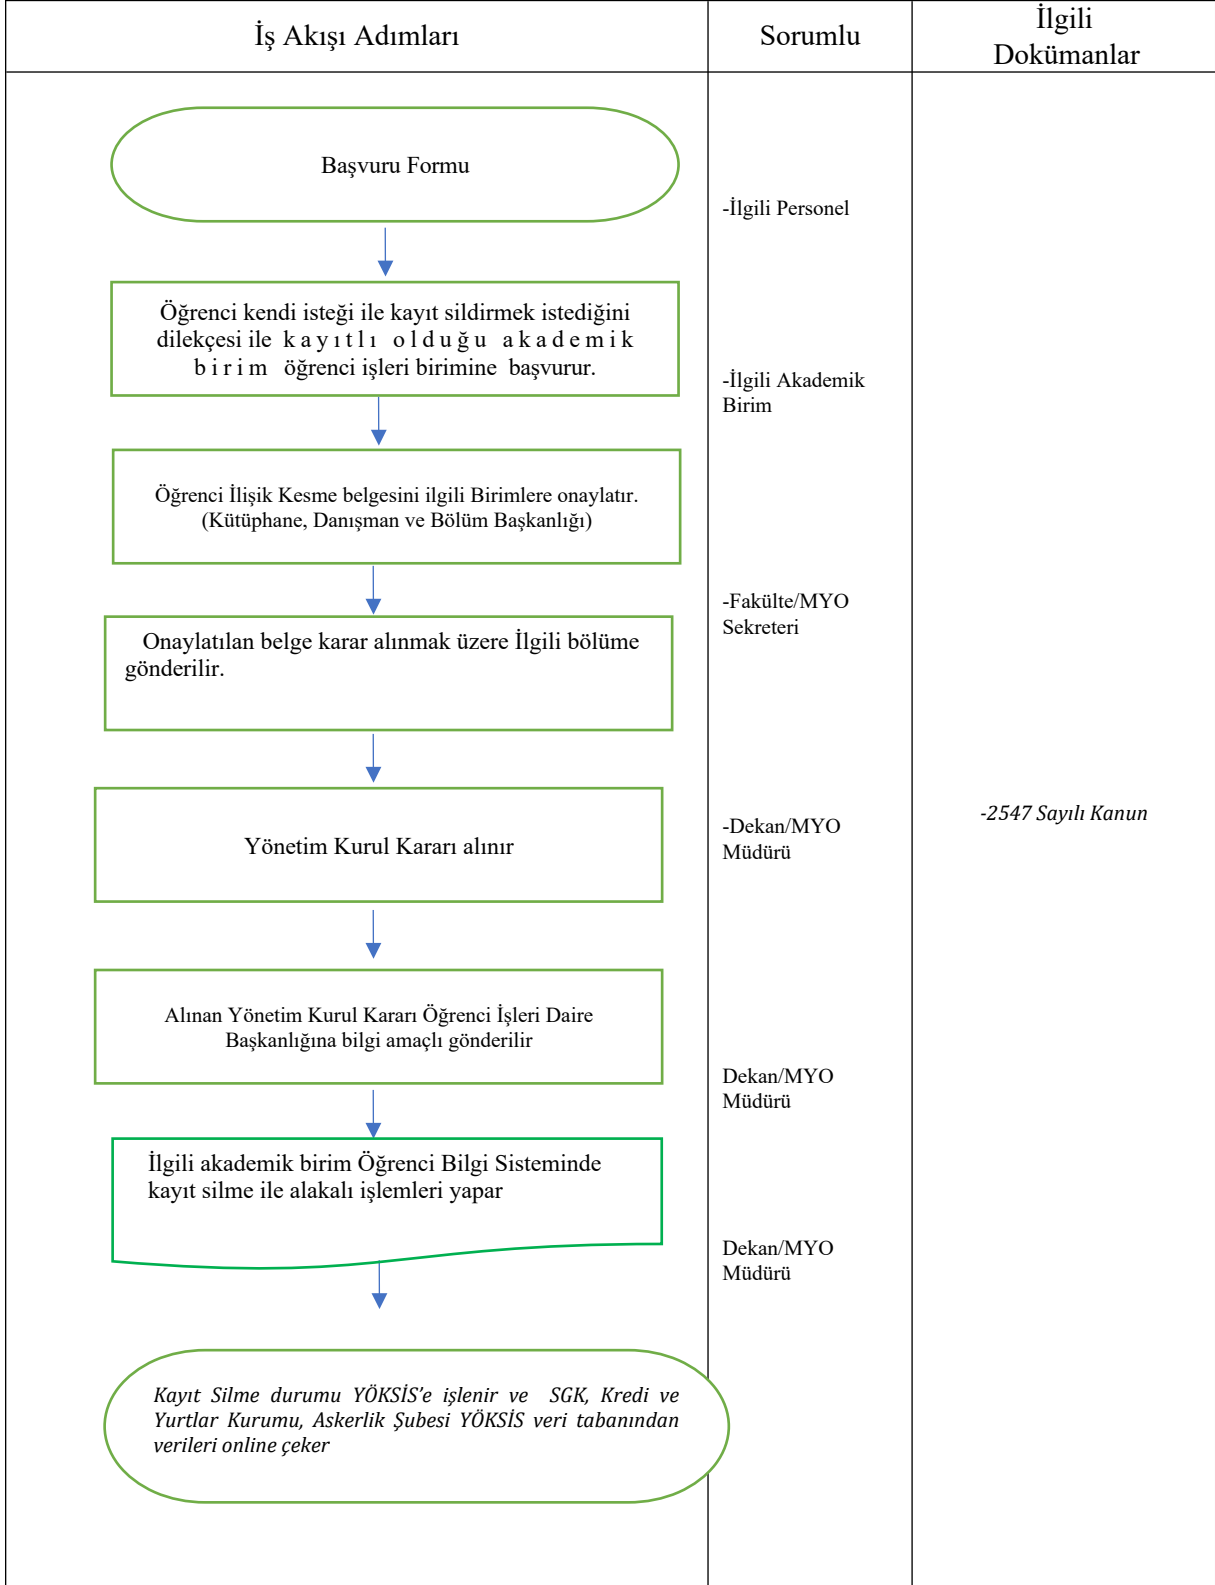 İş Akışı Adımları
Sorumlu
İlgili
Dokümanlar
Başvuru Formu
-İlgili Personel
Öğrenci kendi isteği ile kayıt sildirmek istediğini
dilekçesi ile k a y ı t l ı o l d u ğ u a k a d e m i k
b i r i m öğrenci işleri birimine başvurur.
-İlgili Akademik
Birim
Öğrenci İlişik Kesme belgesini ilgili Birimlere onaylatır.
(Kütüphane, Danışman ve Bölüm Başkanlığı)
-Fakülte/MYO
Sekreteri
Onaylatılan belge karar alınmak üzere İlgili bölüme
gönderilir.
Yönetim Kurul Kararı alınır
-Dekan/MYO
Müdürü
-2547 Sayılı Kanun
Alınan Yönetim Kurul Kararı Öğrenci İşleri Daire
Başkanlığına bilgi amaçlı gönderilir
Dekan/MYO
Müdürü
İlgili akademik birim Öğrenci Bilgi Sisteminde
kayıt silme ile alakalı işlemleri yapar
Dekan/MYO
Müdürü
Kayıt Silme durumu YÖKSİS’e işlenir ve SGK, Kredi ve
Yurtlar Kurumu, Askerlik Şubesi YÖKSİS veri tabanından
verileri online çeker